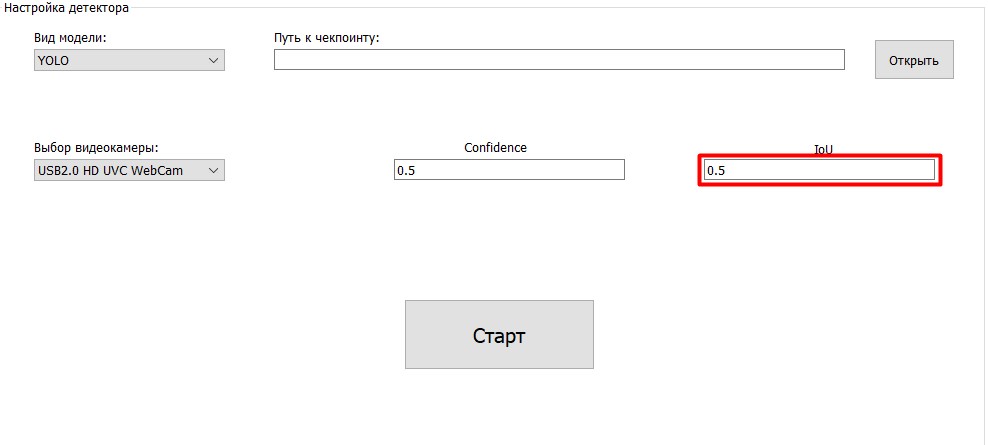 Настройка детектора
Вид модели:
Путь к чекпоинту:
YOLO
Открыть
Выбор видеокамеры:
Confidence
IoU
USB2.0 HD UVC WebCam
0.5
0.5
Старт